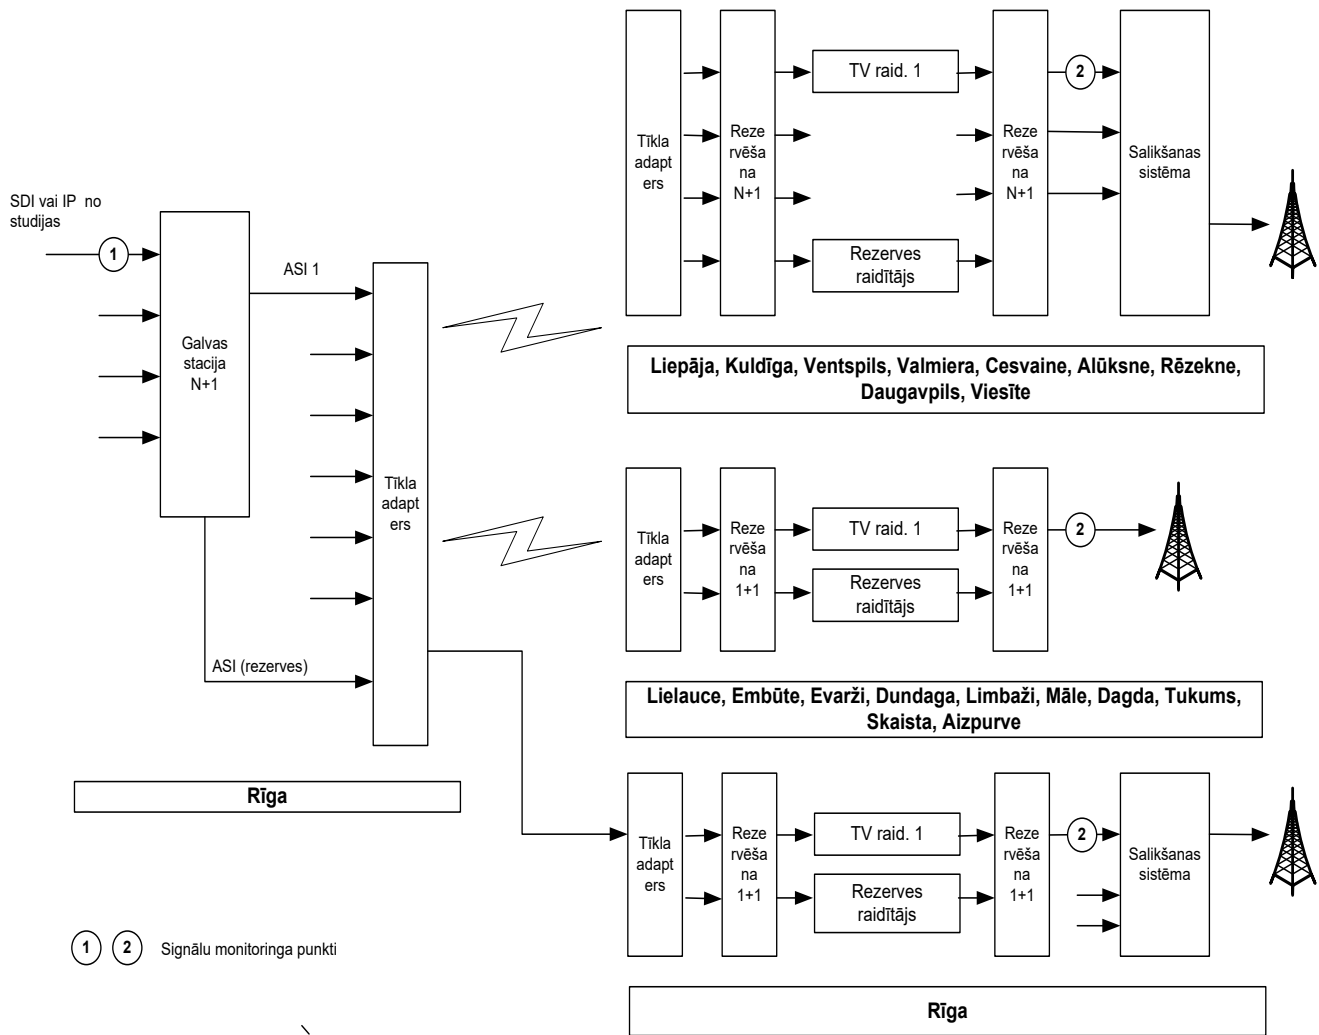 SDI vai IP no
studijas
1
Galvas
stacija
N+1
ASI 1
ASI (rezerves)
Tīkla
adapt
ers
Rīga
1 2 Signālu monitoringa punkti
Tīkla
adapt
ers
Reze
rvēša
na
N+1
TV raid. 1
Rezerves
raidītājs
Reze
rvēša
na
N+1
2
Salikšanas
sistēma
Liepāja, Kuldīga, Ventspils, Valmiera, Cesvaine, Alūksne, Rēzekne,
Daugavpils, Viesīte
Tīkla
adapt
ers
Reze
rvēša
na
1+1
TV raid. 1
Rezerves
raidītājs
Reze
rvēša
na
1+1
2
Lielauce, Embūte, Evarži, Dundaga, Limbaži, Māle, Dagda, Tukums,
Skaista, Aizpurve
Tīkla
adapt
ers
Reze
rvēša
na
1+1
TV raid. 1
Rezerves
raidītājs
Reze
rvēša
na
1+1
2
Salikšanas
sistēma
Rīga